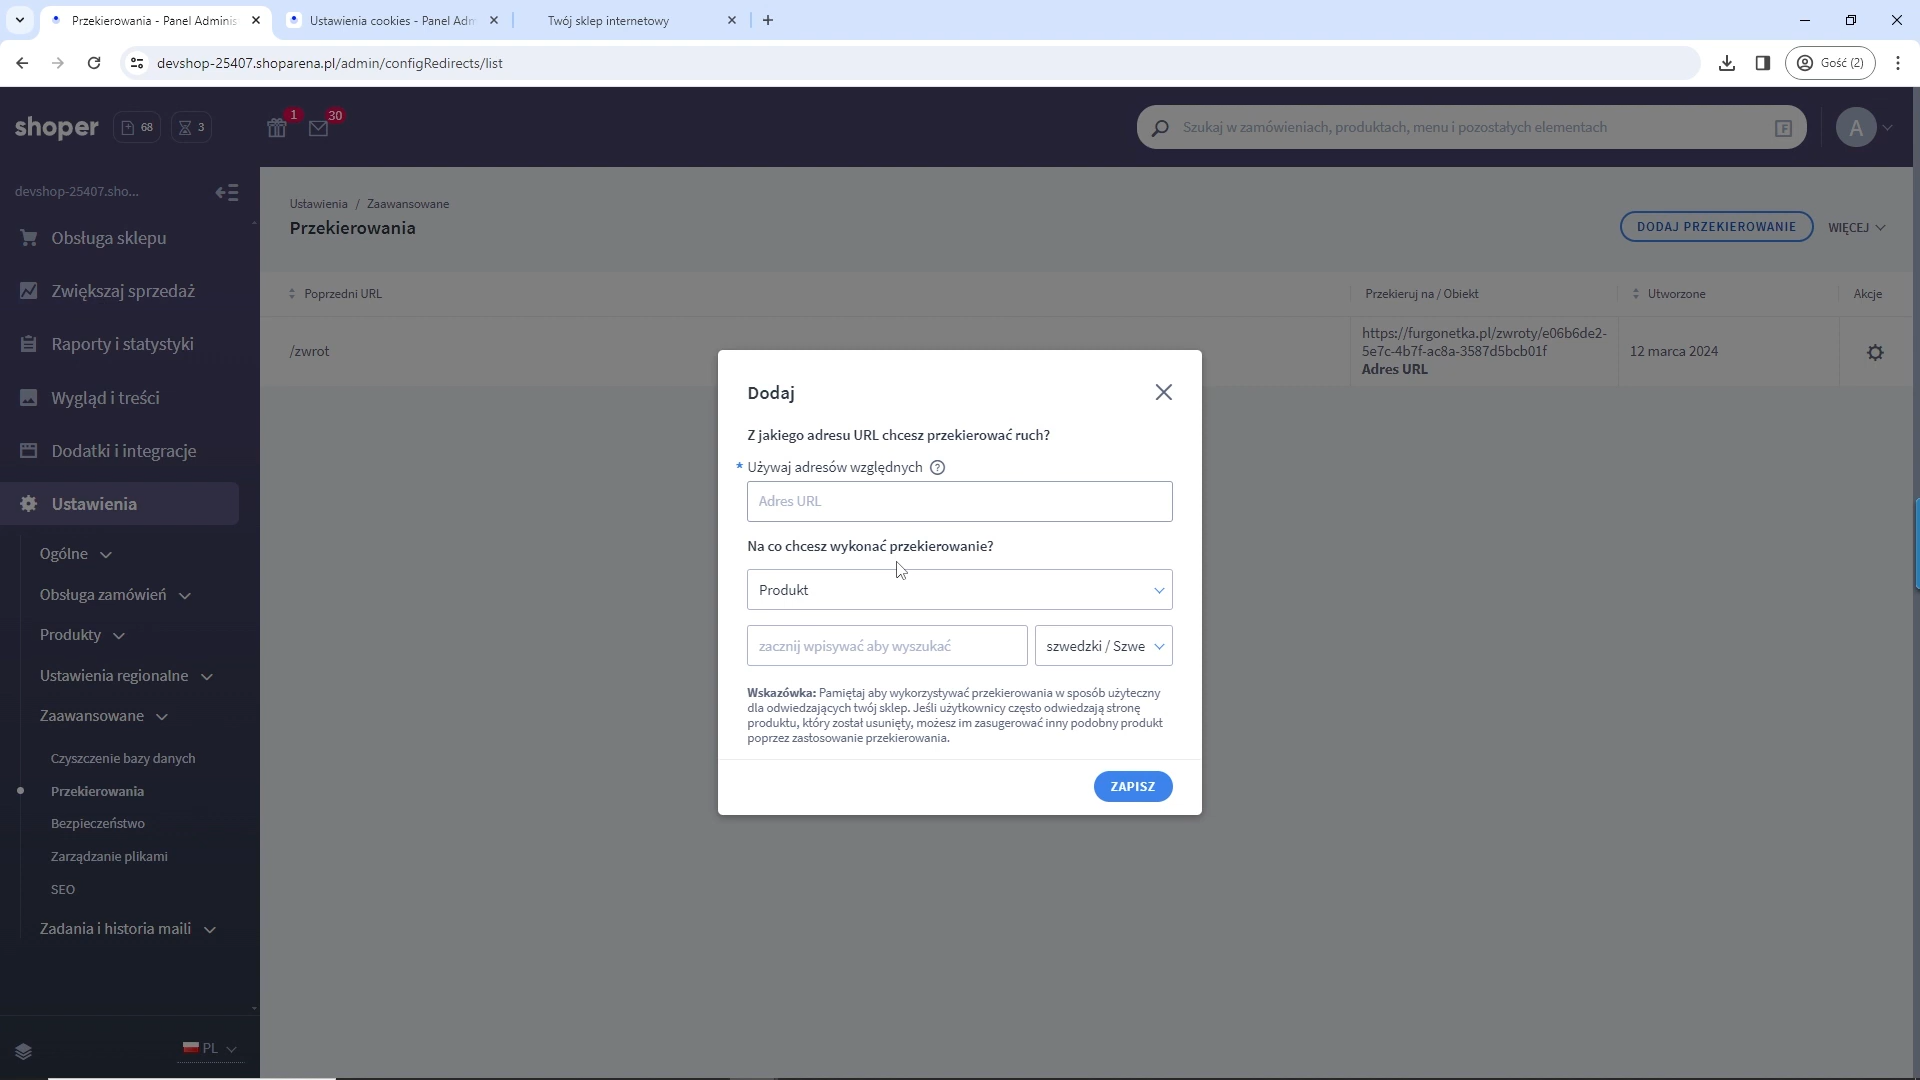 Przekierowania - Panel Adminis
Ustawienia cookies - Panel Adm
Twój sklep internetowy
devshop-25407.shoparena.pl/admin/configRedirects/list
Gość (2)
shoper
68
3
1
30
Szukaj w zamówieniach, produktach, menu i pozostałych elementach
F
A
devshop-25407.sho...
Obsługa sklepu
Zwiększaj sprzedaż
Raporty i statystyki
Wygląd i treści
Dodatki i integracje
Ustawienia
Ogólne
Obsługa zamówień
Produkty
Ustawienia regionalne
Zaawansowane
Czyszczenie bazy danych
Przekierowania
Bezpieczeństwo
Zarządzanie plikami
SEO
Zadania i historia maili
PL
Ustawienia / Zaawansowane
Przekierowania
DODAJ PRZEKIEROWANIE
WIĘCEJ
Poprzedni URL
Przekieruj na / Obiekt
Utworzone
Akcje
/zwrot
https://furgonetka.pl/zwroty/e06b6de2-
5e7c-4b7f-ac8a-3587d5bcb01f
Adres URL
12 marca 2024
Dodaj
Z jakiego adresu URL chcesz przekierować ruch?
* Używaj adresów względnych ?
Adres URL
Na co chcesz wykonać przekierowanie?
Produkt
zacznij wpisywać aby wyszukać
szwedzki / Szwe
Wskazówka: Pamiętaj aby wykorzystywać przekierowania w sposób użyteczny
dla odwiedzających twój sklep. Jeśli użytkownicy często odwiedzają stronę
produktu, który został usunięty, możesz im zasugerować inny podobny produkt
poprzez zastosowanie przekierowania.
ZAPISZ